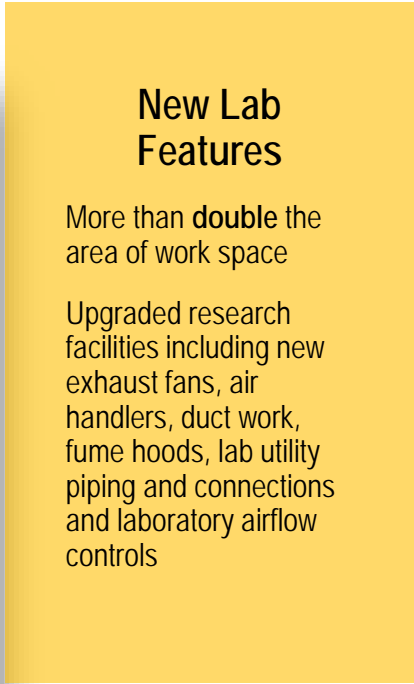 New Lab
Features
More than double the
area of work space
Upgraded research
facilities including new
exhaust fans, air
handlers, duct work,
fume hoods, lab utility
piping and connections
and laboratory airflow
controls